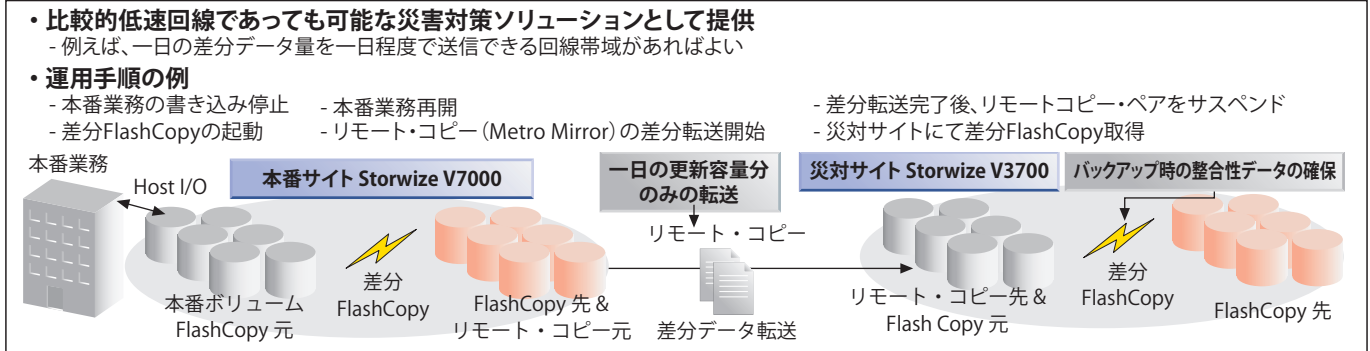 ・比較的低速回線であっても可能な災害対策ソリューションとして提供
- 例えば、一日の差分データ量を一日程度で送信できる回線帯域があればよい
・運用手順の例
- 本番業務の書き込み停止
- 差分FlashCopyの起動
- 本番業務再開
- リモート・コピー（Metro Mirror）の差分転送開始
- 差分転送完了後、リモートコピー・ペアをサスペンド
- 災対サイトにて差分FlashCopy取得
本番業務
Host I/O
本番サイト Storwize V7000
一日の更新容量分
のみの転送
災対サイト Storwize V3700
バックアップ時の整合性データの確保
リモート・コピー
差分
FlashCopy
本番ボリューム
FlashCopy 元
FlashCopy 先 &
リモート・コピー元
差分データ転送
リモート・コピー先 &
Flash Copy 元
差分
FlashCopy
FlashCopy 先